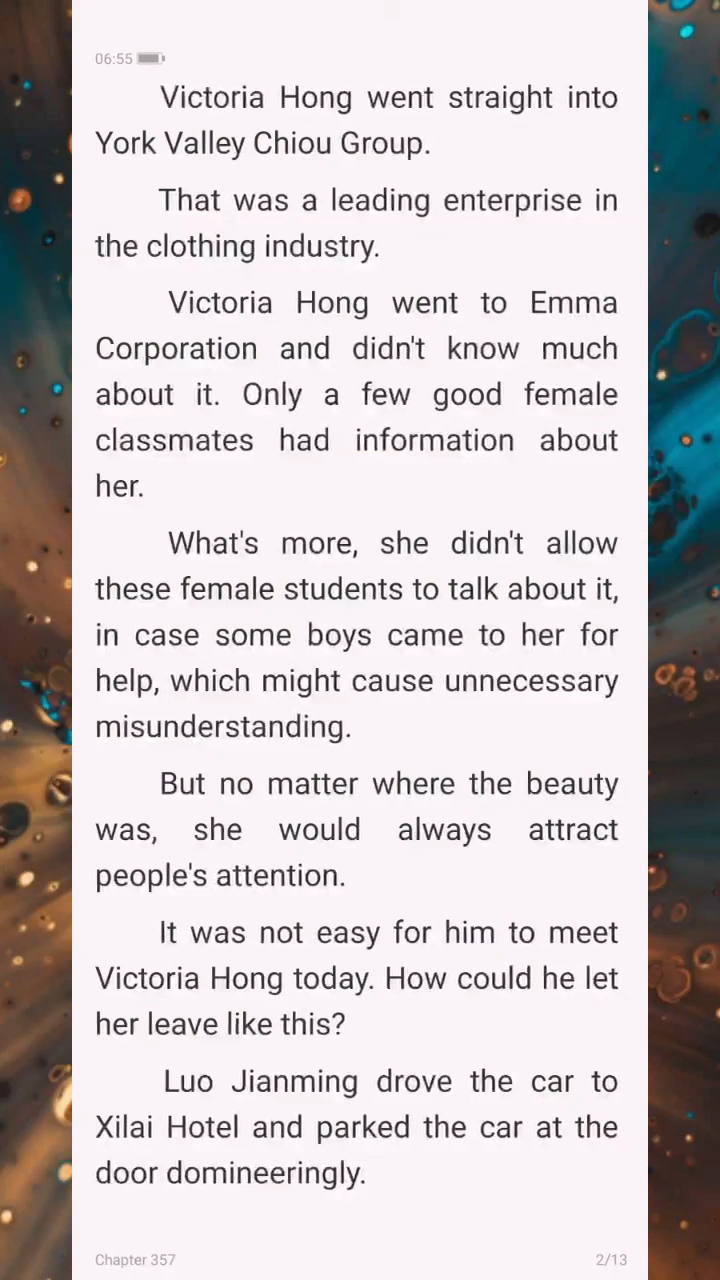 06:55
Victoria Hong went straight into
York Valley Chiou Group.
That was a leading enterprise in
the clothing industry.
Victoria Hong went to Emma
Corporation and didn't know much
about it. Only a few good female
classmates had information about
her.
What's more, she didn't allow
these female students to talk about it,
in case some boys came to her for
help, which might cause unnecessary
misunderstanding.
But no matter where the beauty
was, she would always attract
people's attention.
It was not easy for him to meet
Victoria Hong today. How could he let
her leave like this?
Luo Jianming drove the car to
Xilai Hotel and parked the car at the
door domineeringly.
Chapter 357 2/13